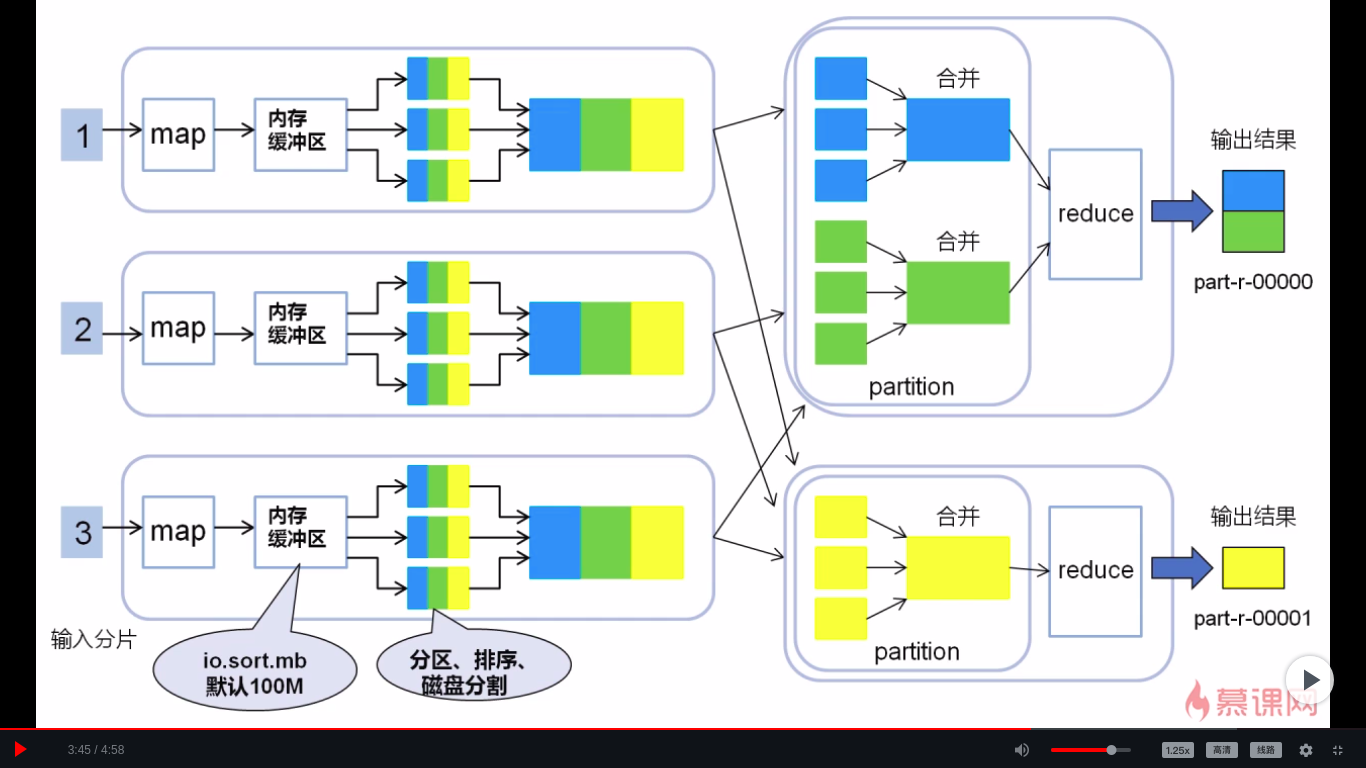 1
map
内存
缓冲区
2
map
内存
缓冲区
3
map
内存
缓冲区
输入分片
io.sort.mb
默认100M
分区、排序、
磁盘分割
合并
合并
partition
reduce
输出结果
part-r-00000
合并
partition
reduce
输出结果
part-r-00001
慕课网
3:45 / 4:58
1.25x
高清
线路